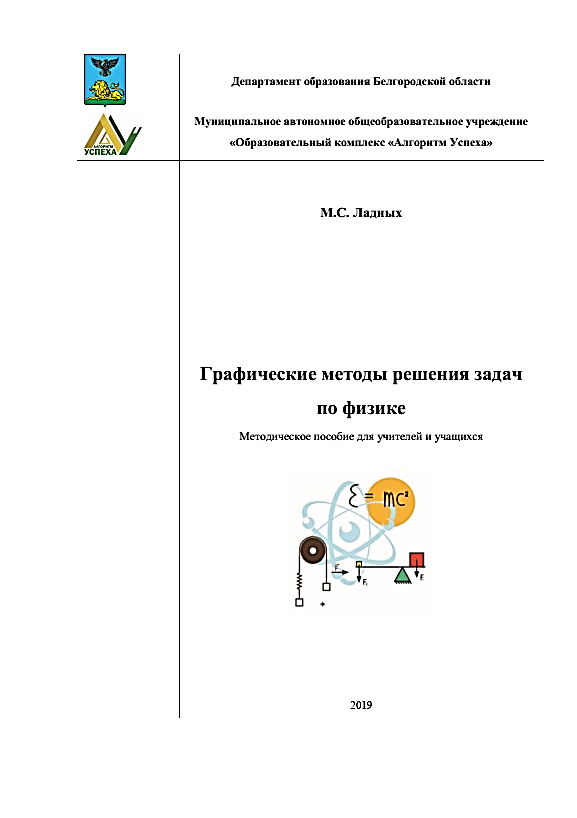 Департамент образования Белгородской области
Муниципальное автономное общеобразовательное учреждение
«Образовательный комплекс «Алгоритм Успеха»
АЛГОРИТМ
УСПЕХА
М.С. Ладных
Графические методы решения задач
по физике
Методическое пособие для учителей и учащихся
ℰ = mc²
F₁
2019